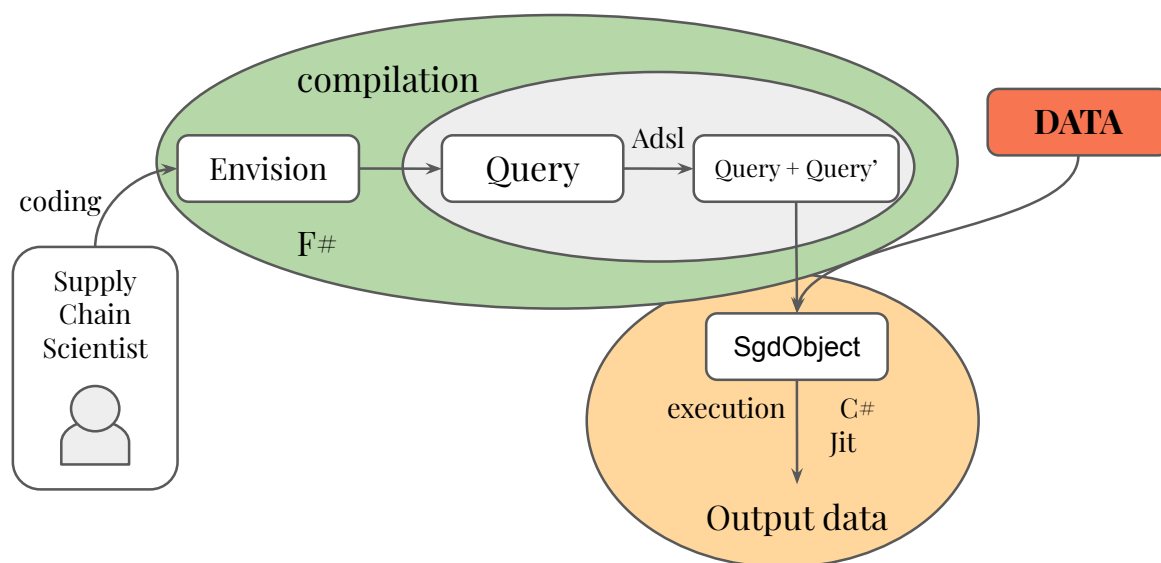 compilation
DATA
Adsl
Envision
Query
Query + Query’
coding
F#
Supply
Chain
Scientist
SgdObject
execution
C#
Jit
Output data